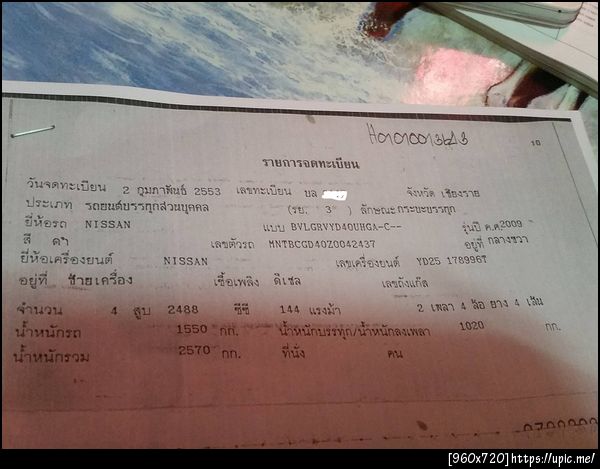 10
รายการจดทะเบียน
วันจดทะเบียน 2 กุมภาพันธ์ 2553 เลขทะเบียน บล จังหวัด เชียงราย
ประเภท รถยนต์บรรทุกส่วนบุคคล (รย. 3 ) ลักษณะ กระบะบรรทุก
ยี่ห้อรถ NISSAN แบบ BVLGRVYD40UHGA-C-- รุ่นปี ค.ศ2009
สี ดำ เลขตัวรถ MNTBCGD40Z0042437 อยู่ที่ กลางขวา
ยี่ห้อเครื่องยนต์ NISSAN เลขเครื่องยนต์ YD25 178996T
อยู่ที่ ซ้ายเครื่อง เชื้อเพลิง ดีเซล เลขถังแก๊ส
จำนวน 4 สูบ 2488 ซีซี 144 แรงม้า 2 เพลา 4 ล้อ ยาง 4 เส้น
น้ำหนักรถ 1550 กก. น้ำหนักบรรทุก/น้ำหนักลงเพลา 1020 กก.
น้ำหนักรวม 2570 กก. ที่นั่ง คน
[960x720]https://upic.me/